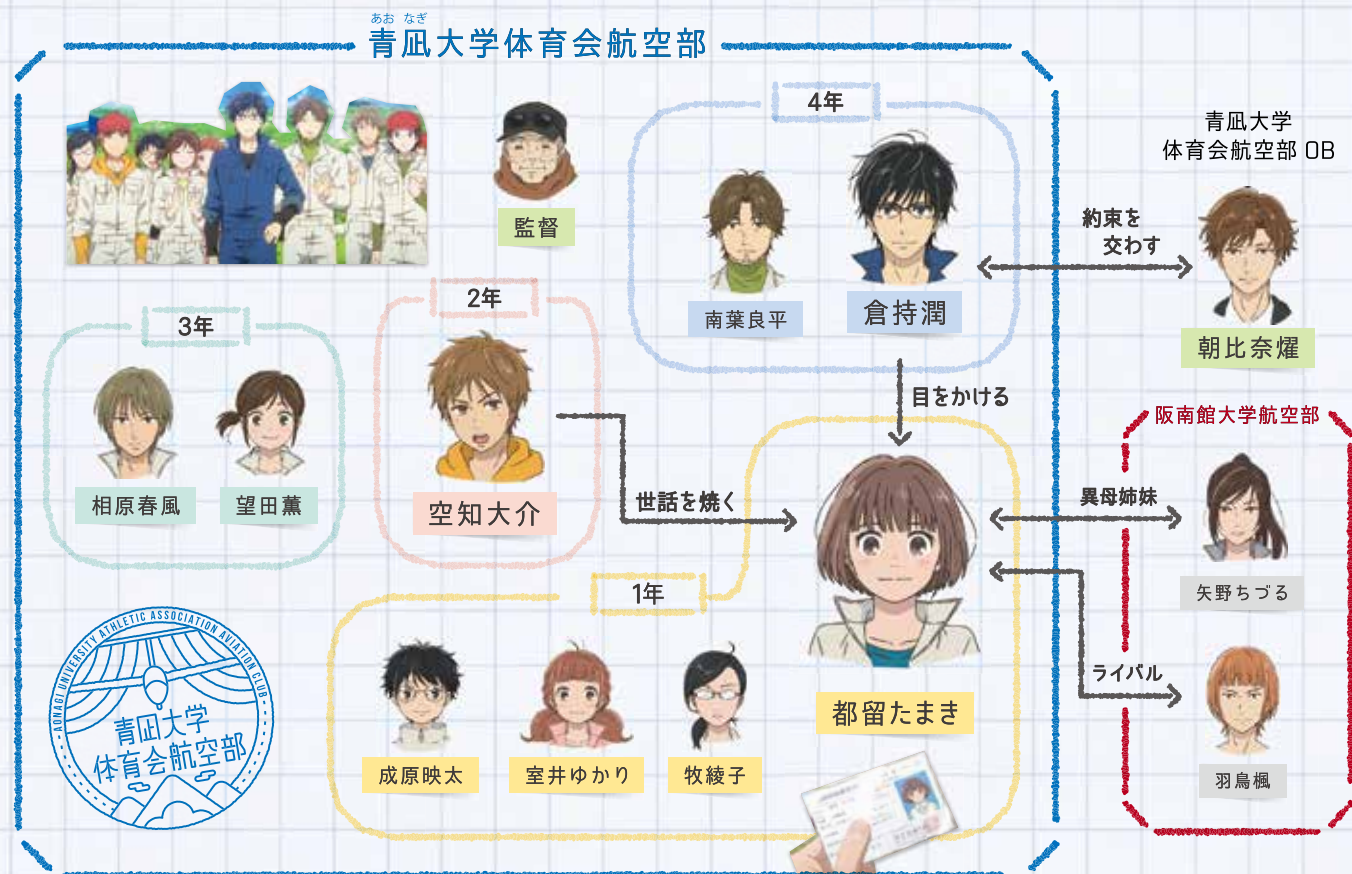 あお なぎ
青凪大学体育会航空部
監督
4年
南葉良平
倉持潤
青凪大学
体育会航空部 OB
約束を
交わす
朝比奈燿
3年
相原春風
望田薫
2年
空知大介
目をかける
世話を焼く
阪南館大学航空部
異母姉妹
矢野ちづる
ライバル
羽鳥楓
1年
成原映太
室井ゆかり
牧綾子
都留たまき
AONAGI UNIVERSITY ATHLETIC ASSOCIATION AVIATION CLUB
青凪大学
体育会航空部